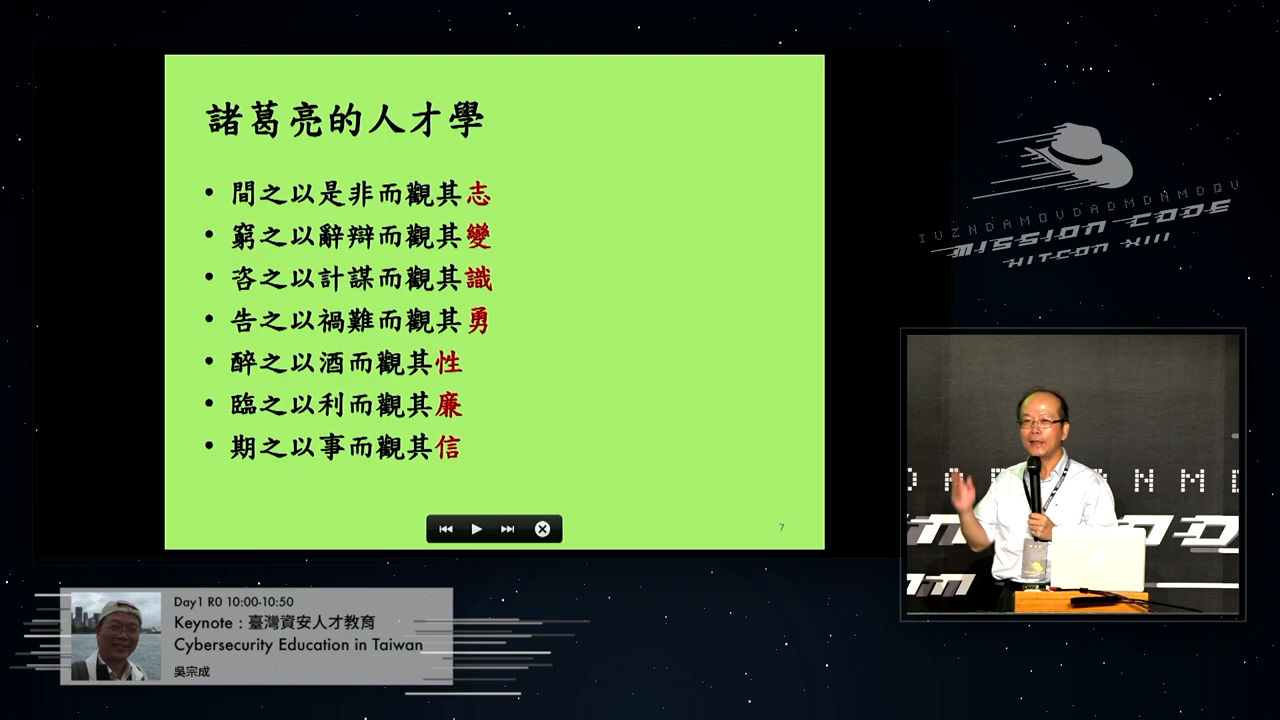 諸葛亮的人才學
• 間之以是非而觀其志
• 窮之以辭辯而觀其變
• 咨之以計謀而觀其識
• 告之以禍難而觀其勇
• 醉之以酒而觀其性
• 臨之以利而觀其廉
• 期之以事而觀其信
7
IVZNDAMOVDADMDNMDQV
MISSION CODE
HITCON XIII
Day1 R0 10:00-10:50
Keynote：臺灣資安人才教育
Cybersecurity Education in Taiwan
吳宗成